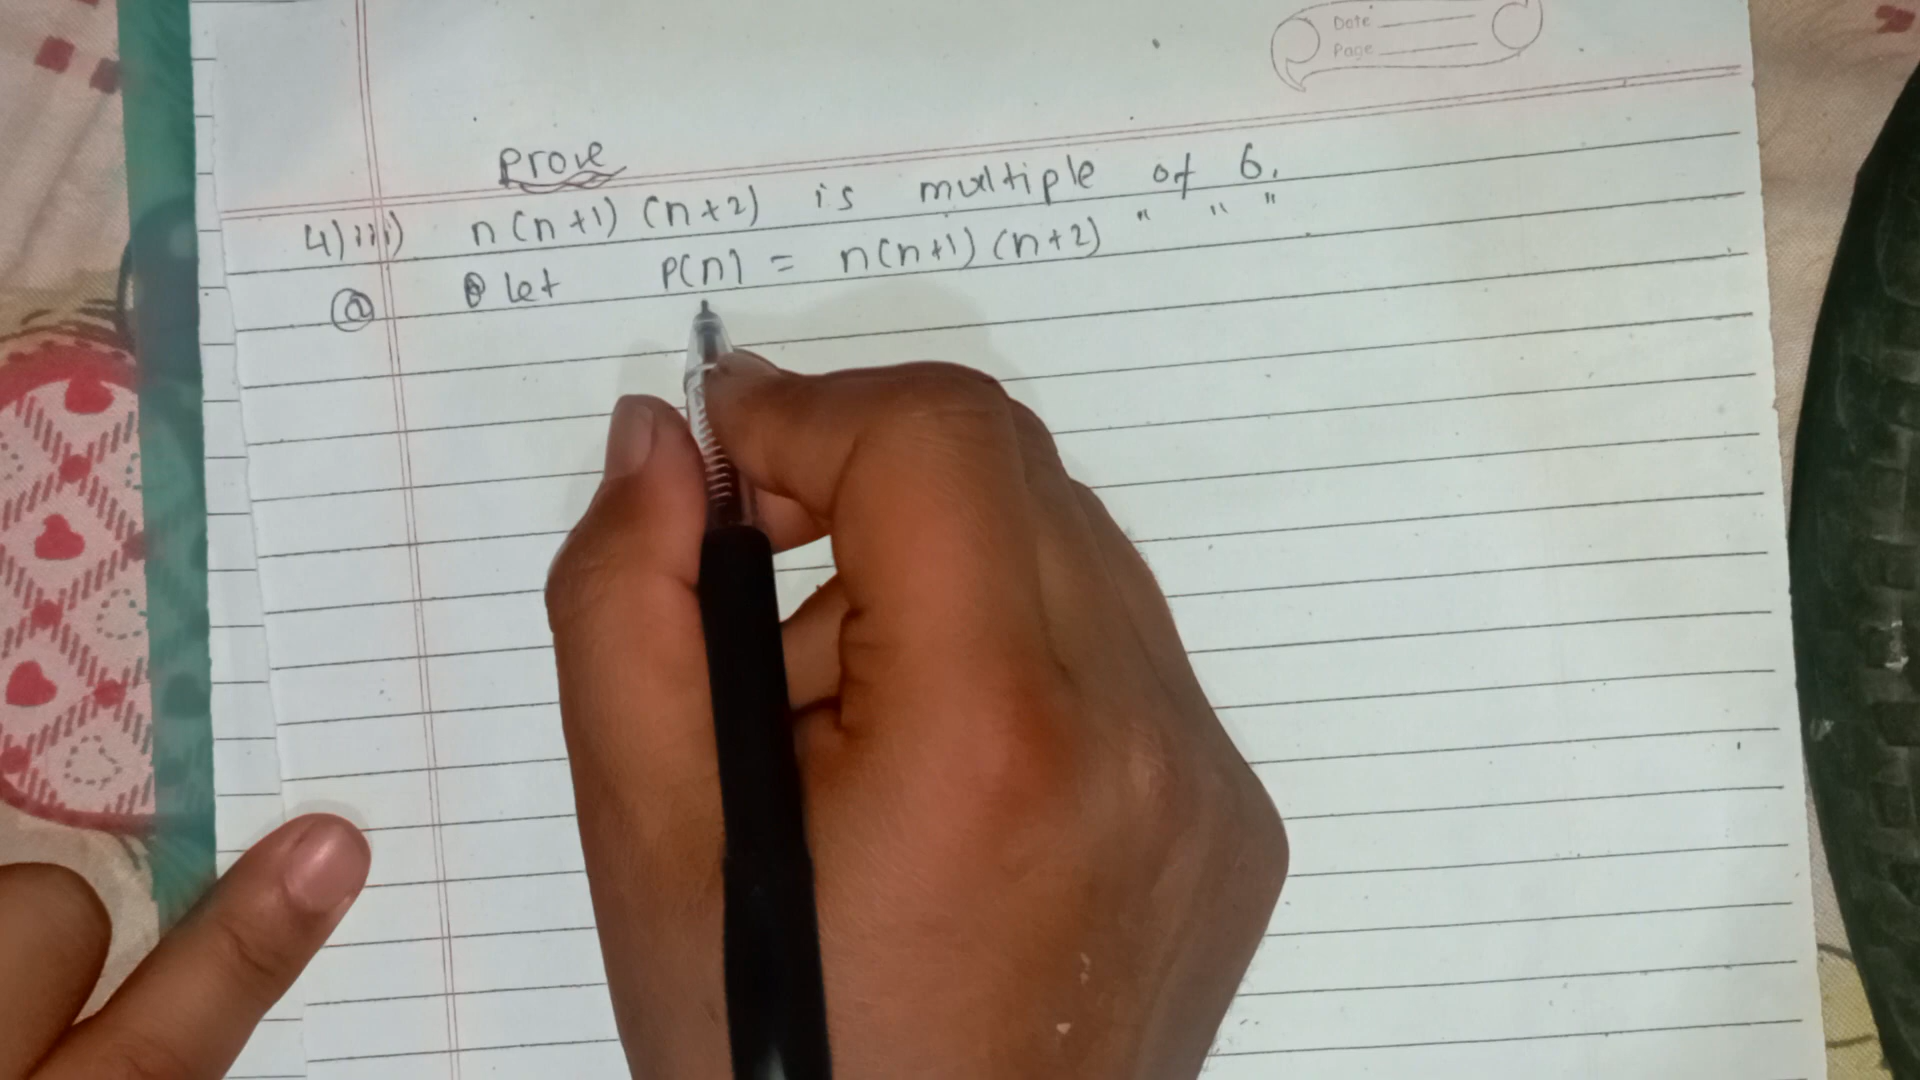 Date
Page
Prove
4) iii) n(n+1) (n+2) is multiple of 6.
@ let P(n) = n(n+1) (n+2) " " "